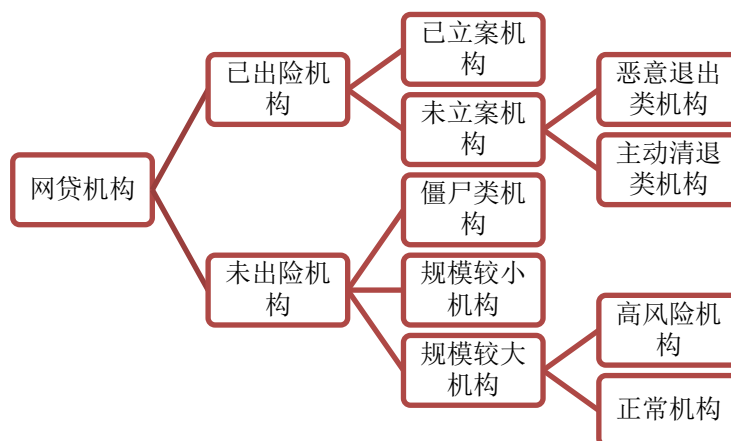 网贷机构
已出险机
构
已立案机
构
未立案机
构
恶意退出
类机构
主动清退
类机构
未出险机
构
僵尸类机
构
规模较小
机构
规模较大
机构
高风险机
构
正常机构